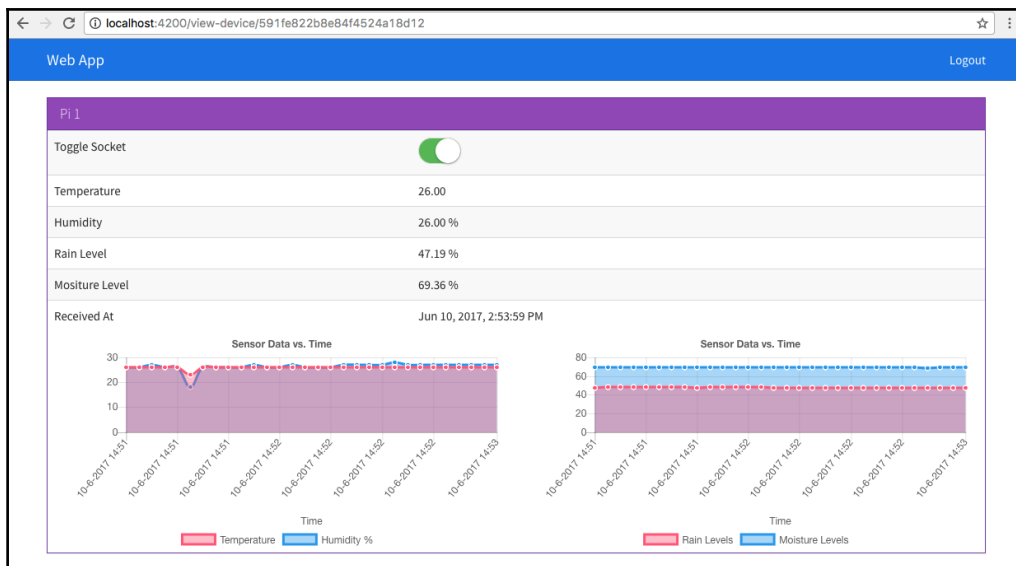 localhost:4200/view-device/591fe822b8e84f4524a18d12
Web App Logout
Pi 1
Toggle Socket
Temperature 26.00
Humidity 26.00 %
Rain Level 47.19 %
Mositure Level 69.36 %
Received At Jun 10, 2017, 2:53:59 PM
Sensor Data vs. Time
30
20
10
0
10-6-2017 14:51
10-6-2017 14:51
10-6-2017 14:51
10-6-2017 14:52
10-6-2017 14:52
10-6-2017 14:52
10-6-2017 14:52
10-6-2017 14:53
Time
Temperature Humidity %
Sensor Data vs. Time
80
60
40
20
0
10-6-2017 14:51
10-6-2017 14:51
10-6-2017 14:51
10-6-2017 14:52
10-6-2017 14:52
10-6-2017 14:52
10-6-2017 14:52
10-6-2017 14:53
Time
Rain Levels Moisture Levels